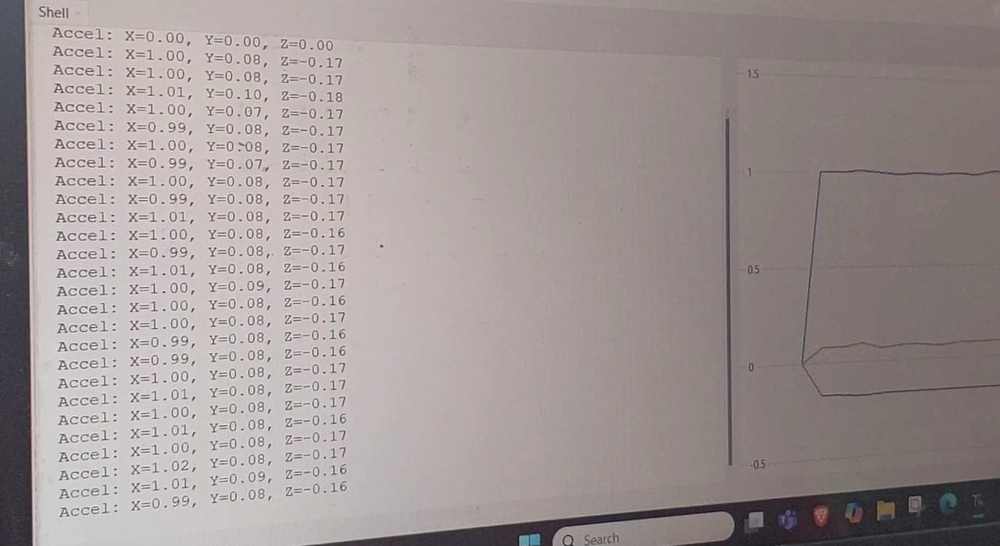 Shell
Accel: X=0.00, Y=0.00, Z=0.00
Accel: X=1.00, Y=0.08, Z=-0.17
Accel: X=1.00, Y=0.08, Z=-0.17
Accel: X=1.01, Y=0.10, Z=-0.18
Accel: X=1.00, Y=0.07, Z=-0.17
Accel: X=0.99, Y=0.08, Z=-0.17
Accel: X=1.00, Y=0.08, Z=-0.17
Accel: X=0.99, Y=0.07, Z=-0.17
Accel: X=1.00, Y=0.08, Z=-0.17
Accel: X=0.99, Y=0.08, Z=-0.17
Accel: X=1.01, Y=0.08, Z=-0.17
Accel: X=1.00, Y=0.08, Z=-0.16
Accel: X=0.99, Y=0.08, Z=-0.17
Accel: X=1.01, Y=0.08, Z=-0.16
Accel: X=1.00, Y=0.09, Z=-0.17
Accel: X=1.00, Y=0.08, Z=-0.16
Accel: X=1.00, Y=0.08, Z=-0.17
Accel: X=0.99, Y=0.08, Z=-0.16
Accel: X=0.99, Y=0.08, Z=-0.16
Accel: X=1.00, Y=0.08, Z=-0.17
Accel: X=1.01, Y=0.08, Z=-0.17
Accel: X=1.00, Y=0.08, Z=-0.17
Accel: X=1.01, Y=0.08, Z=-0.16
Accel: X=1.00, Y=0.08, Z=-0.17
Accel: X=1.02, Y=0.08, Z=-0.17
Accel: X=1.01, Y=0.09, Z=-0.16
Accel: X=0.99, Y=0.08, Z=-0.16
1.5
1
0.5
0
-0.5
Search